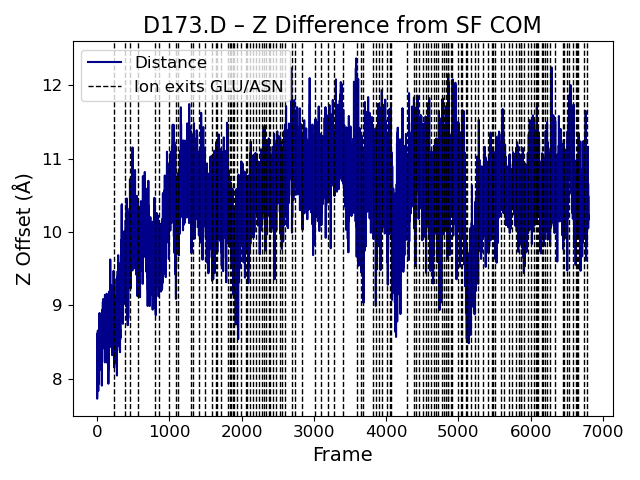 D173.D – Z Difference from SF COM
Distance
Ion exits GLU/ASN
Z Offset (Å)
12
11
10
9
8
0 1000 2000 3000 4000 5000 6000 7000
Frame